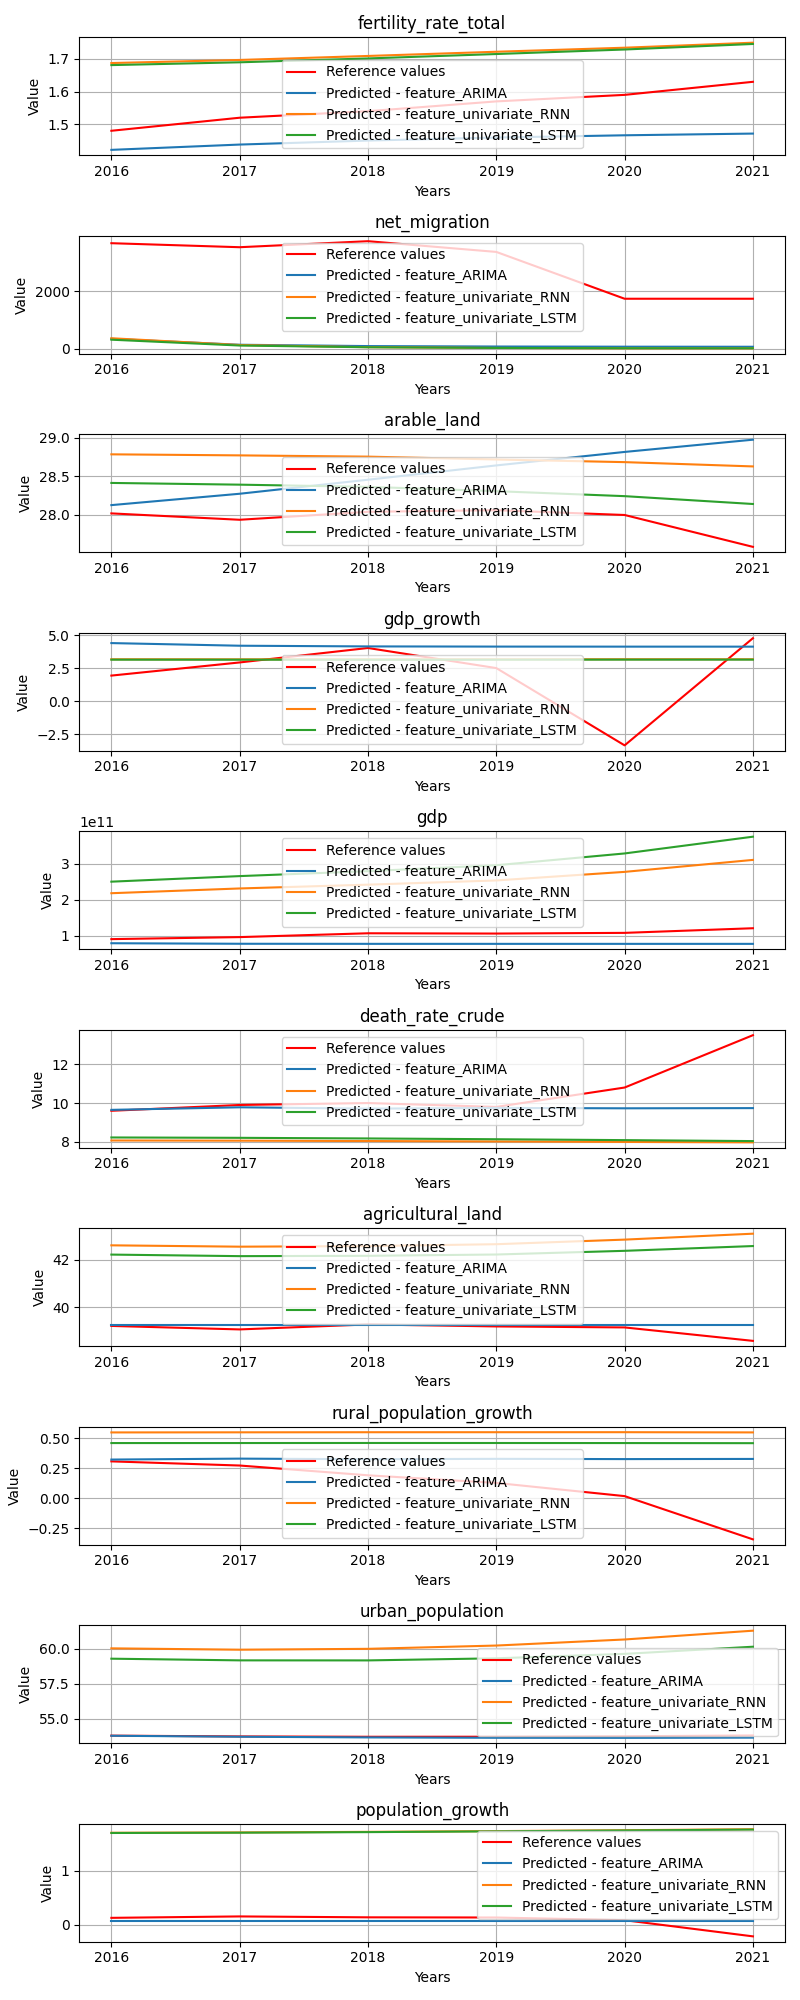 fertility_rate_total
1.7
1.6
1.5
Value
Reference values
Predicted - feature_ARIMA
Predicted - feature_univariate_RNN
Predicted - feature_univariate_LSTM
2016 2017 2018 2019 2020 2021
Years
net_migration
2000
0
Value
Reference values
Predicted - feature_ARIMA
Predicted - feature_univariate_RNN
Predicted - feature_univariate_LSTM
2016 2017 2018 2019 2020 2021
Years
arable_land
29.0
28.5
28.0
Value
Reference values
Predicted - feature_ARIMA
Predicted - feature_univariate_RNN
Predicted - feature_univariate_LSTM
2016 2017 2018 2019 2020 2021
Years
gdp_growth
5.0
2.5
0.0
−2.5
Value
Reference values
Predicted - feature_ARIMA
Predicted - feature_univariate_RNN
Predicted - feature_univariate_LSTM
2016 2017 2018 2019 2020 2021
Years
gdp
1e11
3
2
1
Value
Reference values
Predicted - feature_ARIMA
Predicted - feature_univariate_RNN
Predicted - feature_univariate_LSTM
2016 2017 2018 2019 2020 2021
Years
death_rate_crude
12
10
8
Value
Reference values
Predicted - feature_ARIMA
Predicted - feature_univariate_RNN
Predicted - feature_univariate_LSTM
2016 2017 2018 2019 2020 2021
Years
agricultural_land
42
40
Value
Reference values
Predicted - feature_ARIMA
Predicted - feature_univariate_RNN
Predicted - feature_univariate_LSTM
2016 2017 2018 2019 2020 2021
Years
rural_population_growth
0.50
0.25
0.00
−0.25
Value
Reference values
Predicted - feature_ARIMA
Predicted - feature_univariate_RNN
Predicted - feature_univariate_LSTM
2016 2017 2018 2019 2020 2021
Years
urban_population
60.0
57.5
55.0
Value
Reference values
Predicted - feature_ARIMA
Predicted - feature_univariate_RNN
Predicted - feature_univariate_LSTM
2016 2017 2018 2019 2020 2021
Years
population_growth
1
0
Value
Reference values
Predicted - feature_ARIMA
Predicted - feature_univariate_RNN
Predicted - feature_univariate_LSTM
2016 2017 2018 2019 2020 2021
Years